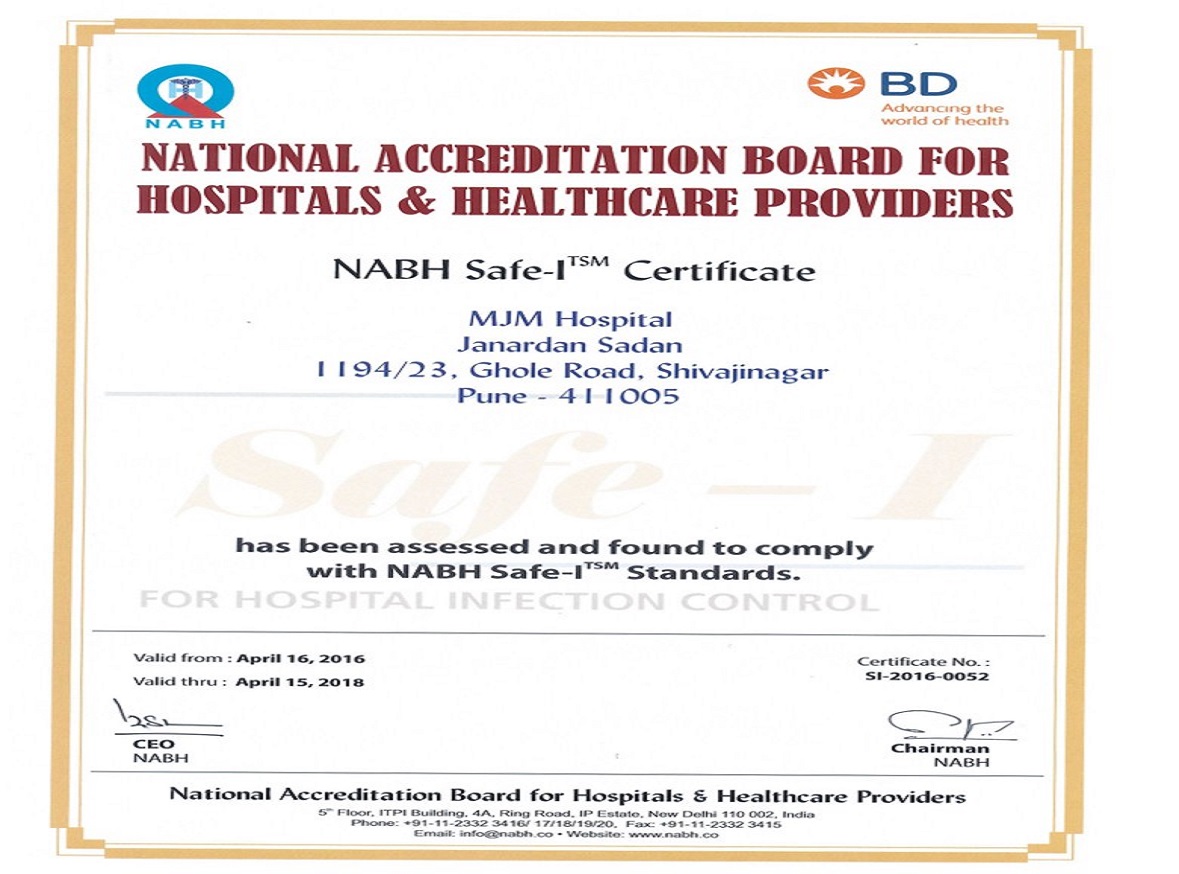 NABH
BD
Advancing the
world of health
NATIONAL ACCREDITATION BOARD FOR
HOSPITALS & HEALTHCARE PROVIDERS
NABH Safe-I™SM Certificate
MJM Hospital
Janardan Sadan
1194/23, Ghole Road, Shivajinagar
Pune - 411005
Safe - I
has been assessed and found to comply
with NABH Safe-I™SM Standards.
FOR HOSPITAL INFECTION CONTROL
Valid from : April 16, 2016
Valid thru : April 15, 2018
Certificate No. :
SI-2016-0052
CEO
NABH
Chairman
NABH
National Accreditation Board for Hospitals & Healthcare Providers
5th Floor, ITPI Building, 4A, Ring Road, IP Estate, New Delhi 110 002, India
Phone: +91-11-2332 3416/ 17/18/19/20, Fax: +91-11-2332 3415
Email: info@nabh.co • Website: www.nabh.co